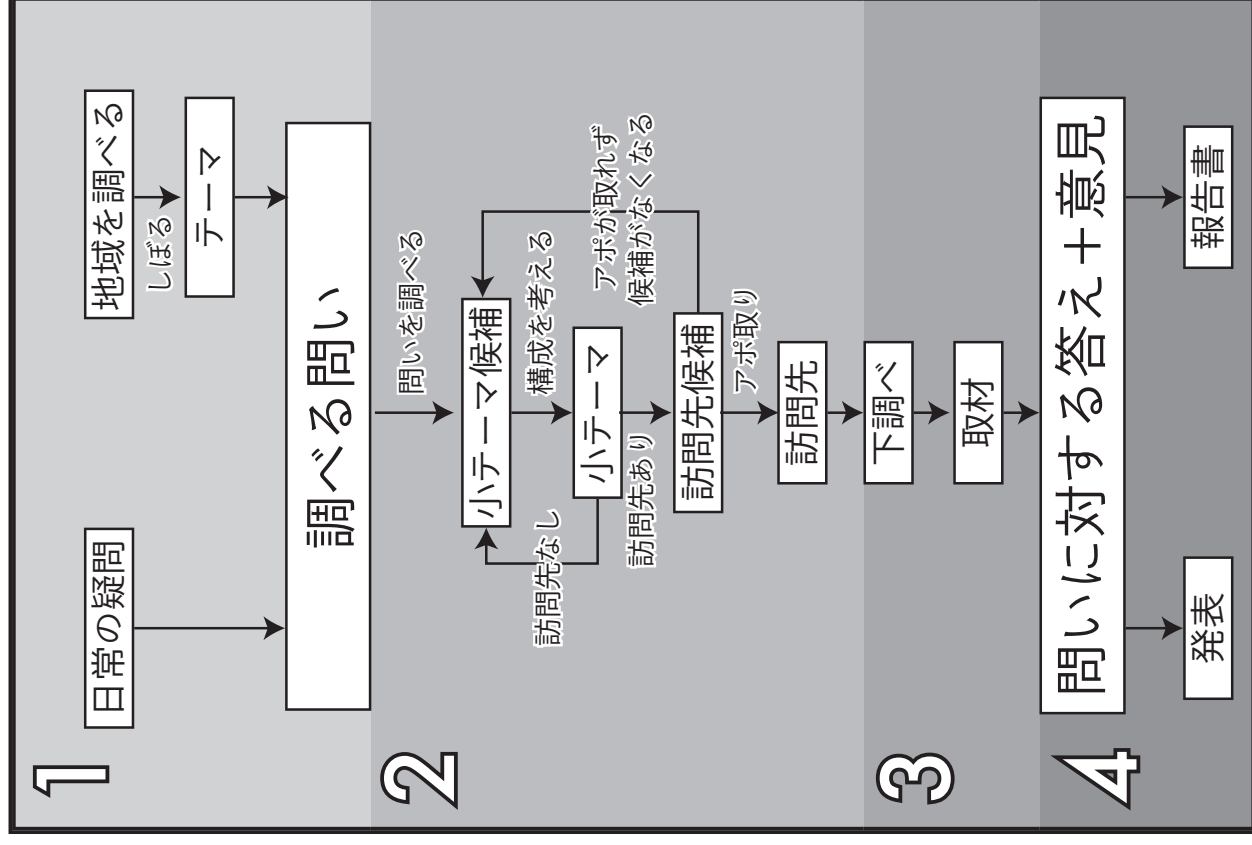 1
日常の疑問
地域を調べる
しぼる
テーマ
調べる問い
2
問いを調べる
小テーマ候補
構成を考える
訪問先なし
小テーマ
アポが取れず
候補がなくなる
訪問先あり
訪問先候補
アポ取り
訪問先
3
下調べ
取材
4
問いに対する答え＋意見
発表
報告書